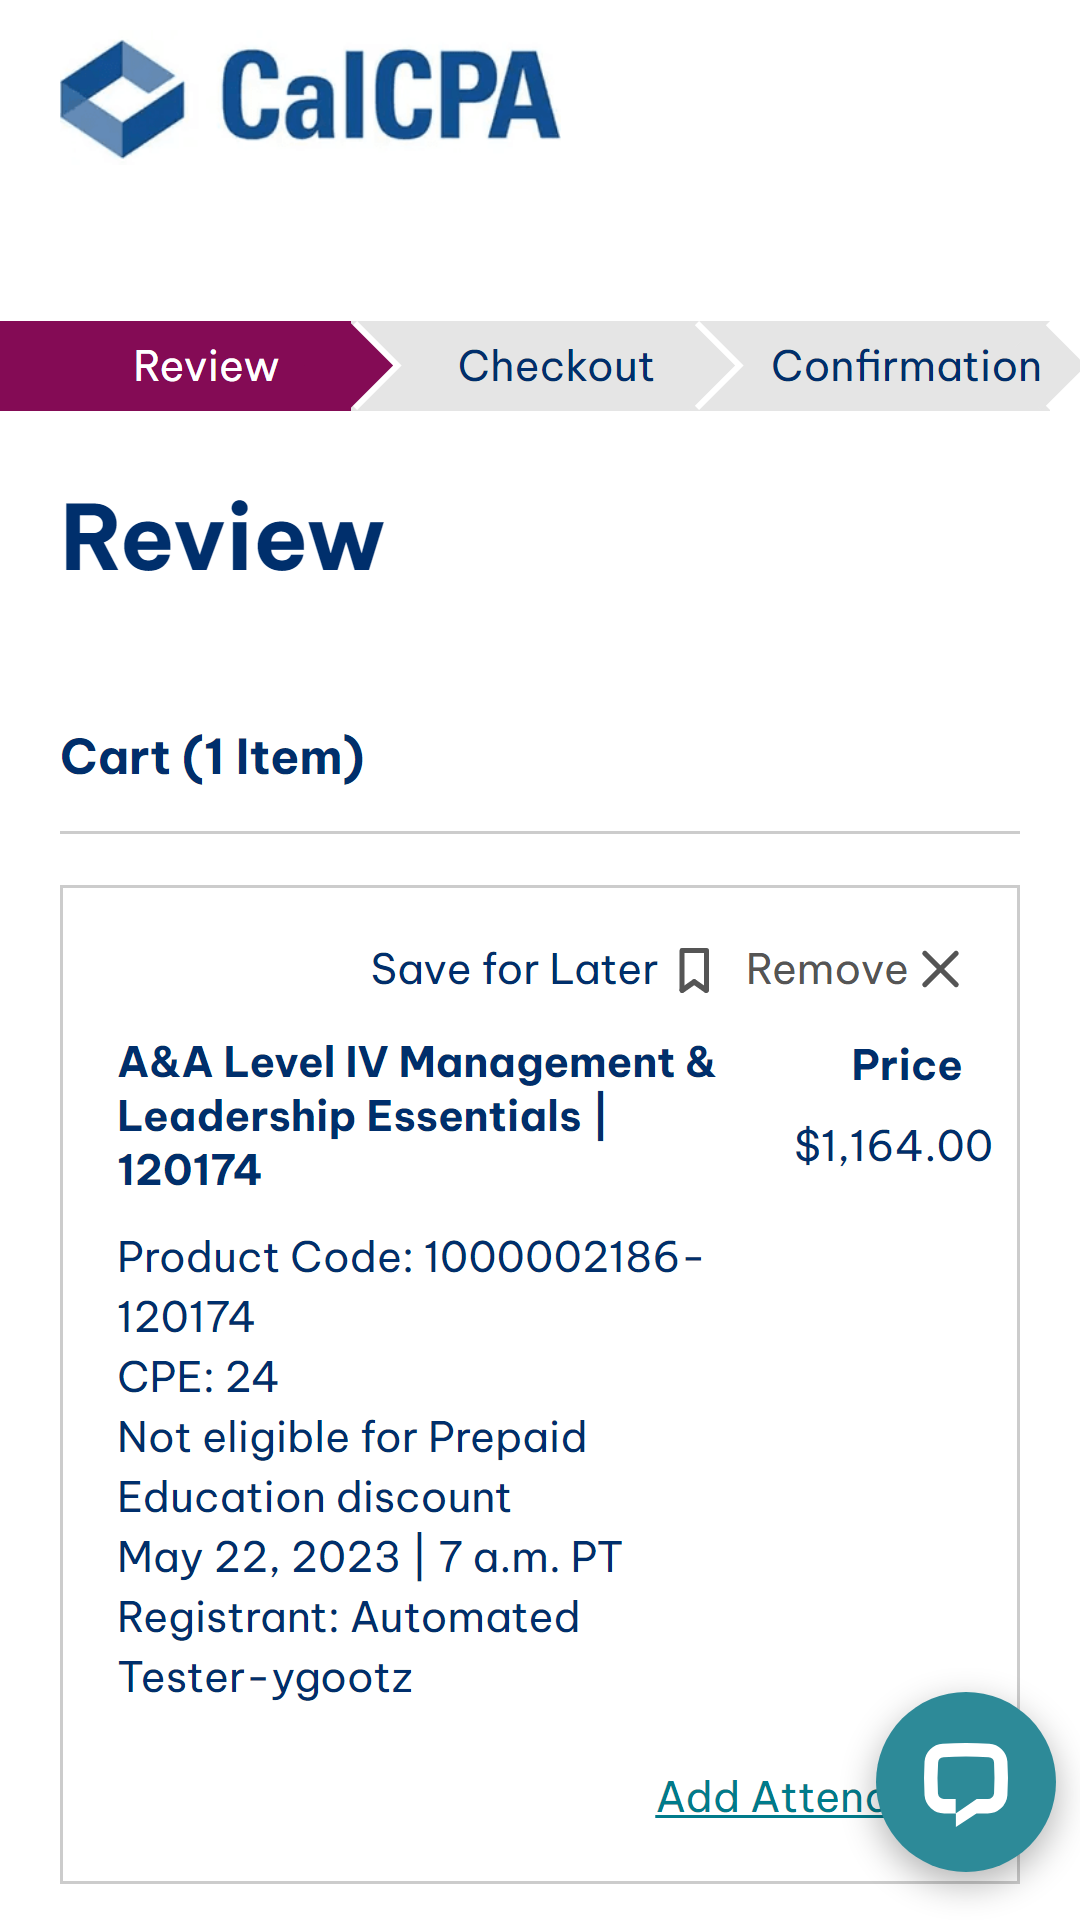 CalCPA
Review
Checkout
Confirmation
Review
Cart (1 Item)
Save for Later
Remove
A&A Level IV Management &
Leadership Essentials |
120174
Price
$1,164.00
Product Code: 1000002186-
120174
CPE: 24
Not eligible for Prepaid
Education discount
May 22, 2023 | 7 a.m. PT
Registrant: Automated
Tester-ygootz
Add